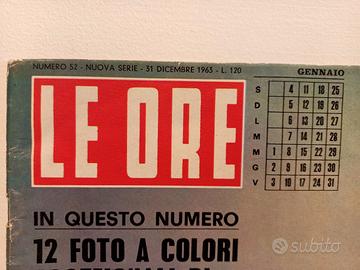 NUMERO 52 - NUOVA SERIE - 31 DICEMBRE 1963 - L. 120
GENNAIO
LE ORE
S 4 11 18 25
D 5 12 19 26
L 6 13 20 27
M 7 14 21 28
M 1 8 15 22 29
G 2 9 16 23 30
V 3 10 17 24 31
IN QUESTO NUMERO
12 FOTO A COLORI
subito